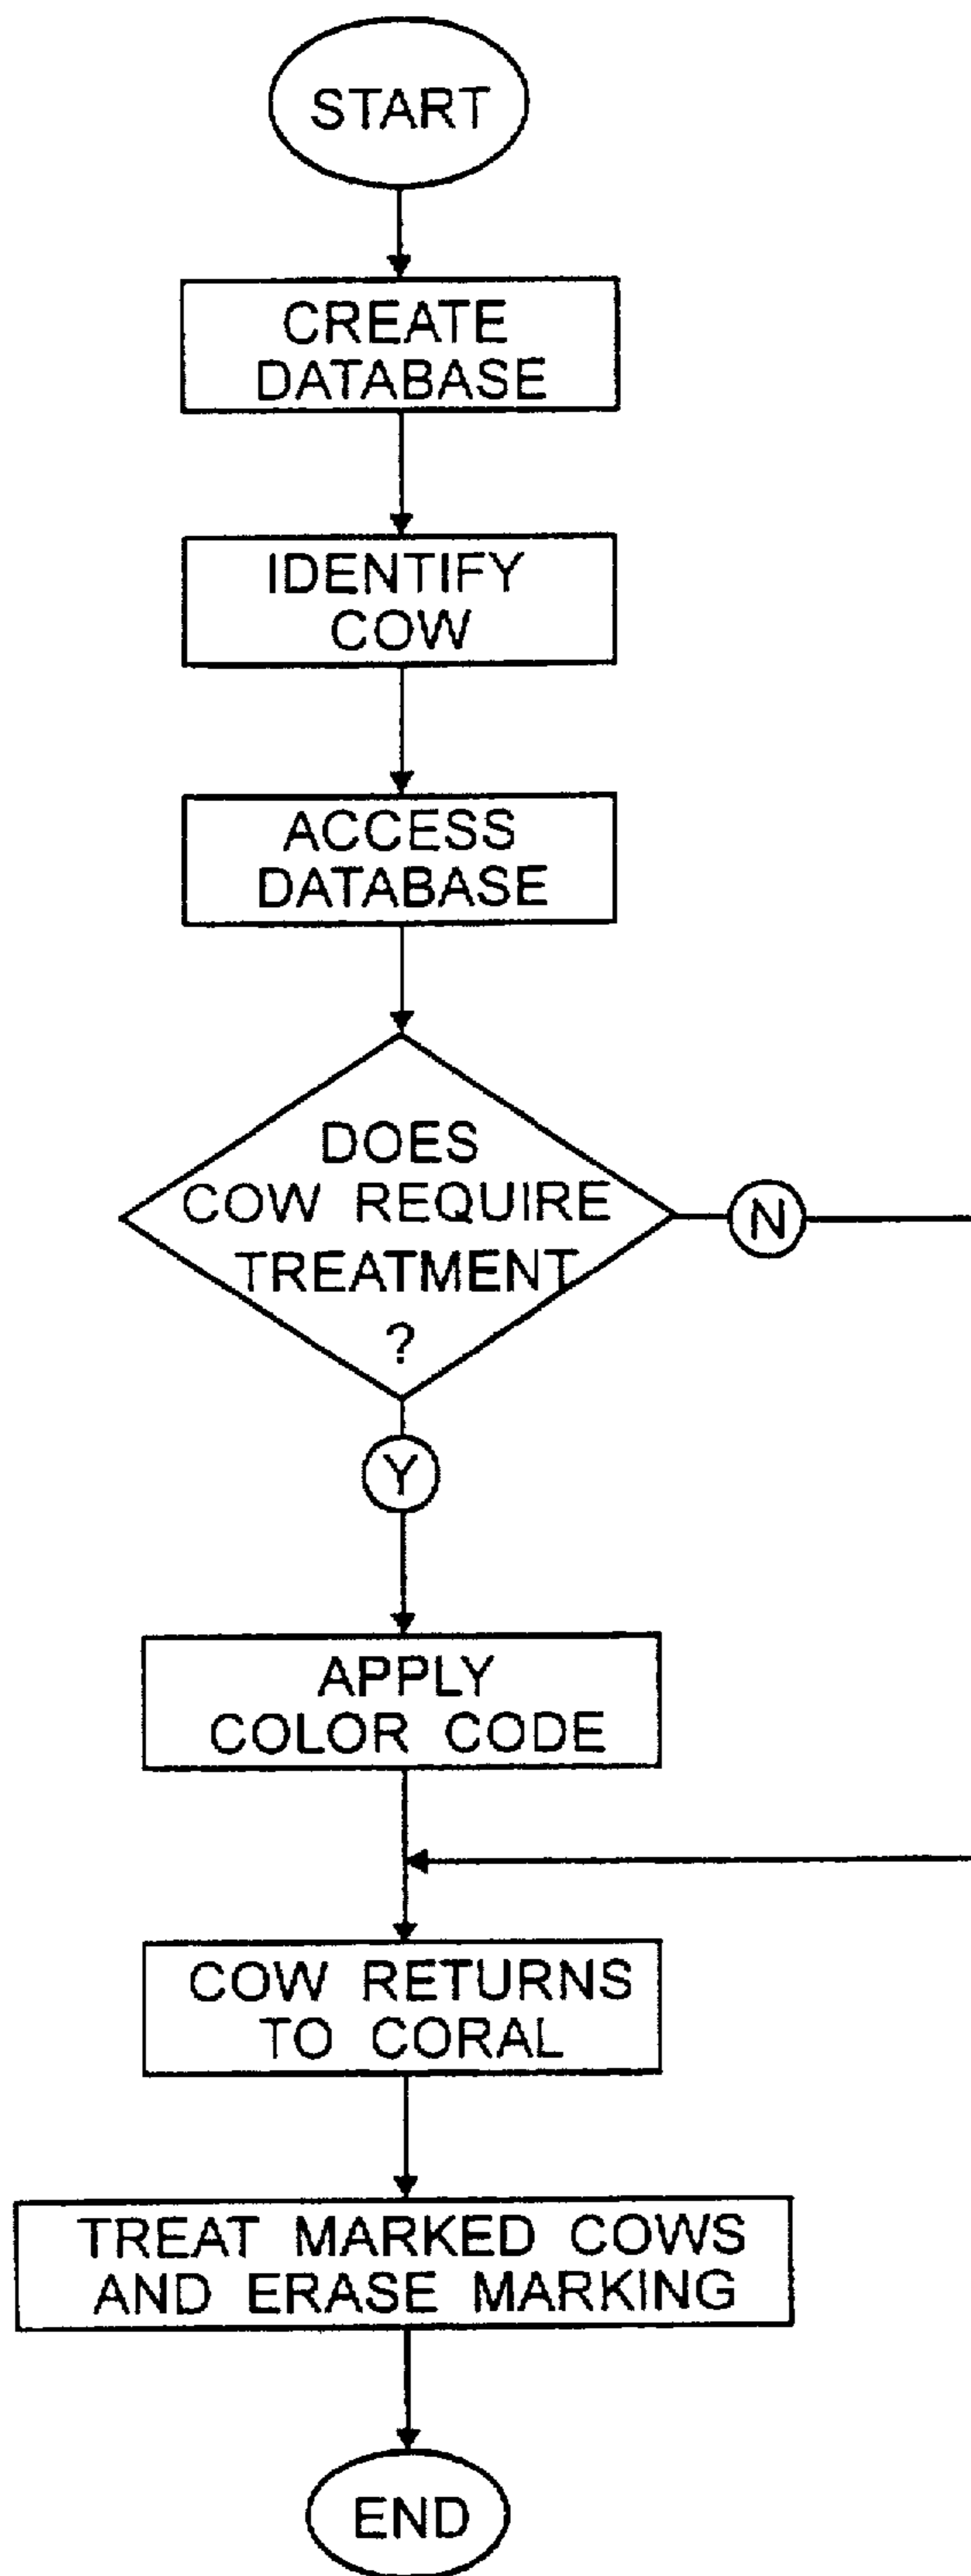 START
CREATE
DATABASE
IDENTIFY
COW
ACCESS
DATABASE
DOES
COW REQUIRE
TREATMENT
?
N
Y
APPLY
COLOR CODE
COW RETURNS
TO CORAL
TREAT MARKED COWS
AND ERASE MARKING
END